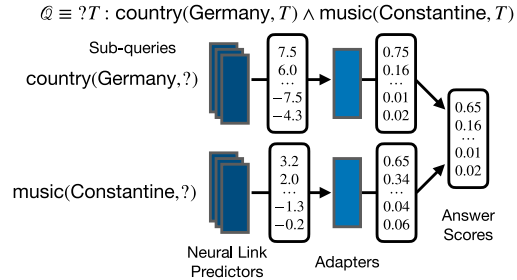 𝒬 ≡ ?T : country(Germany, T) ∧ music(Constantine, T)
Sub-queries
country(Germany, ?)
7.5
6.0
...
−7.5
−4.3
0.75
0.16
...
0.01
0.02
music(Constantine, ?)
3.2
2.0
...
−1.3
−0.2
0.65
0.34
...
0.04
0.06
0.65
0.16
...
0.01
0.02
Neural Link
Predictors
Adapters
Answer
Scores